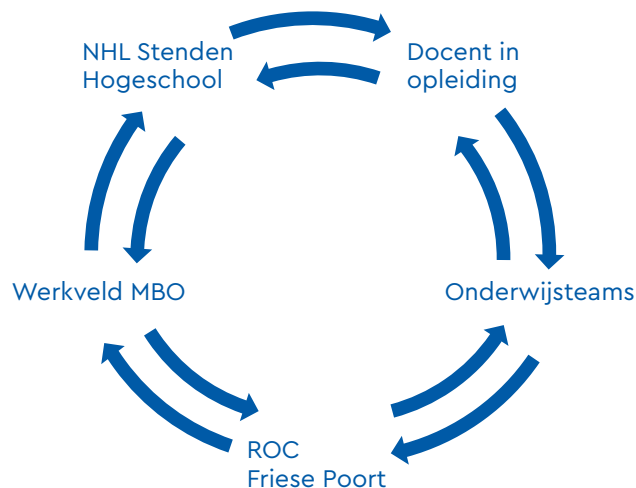 NHL Stenden
Hogeschool
Docent in
opleiding
Werkveld MBO
Onderwijsteams
ROC
Friese Poort